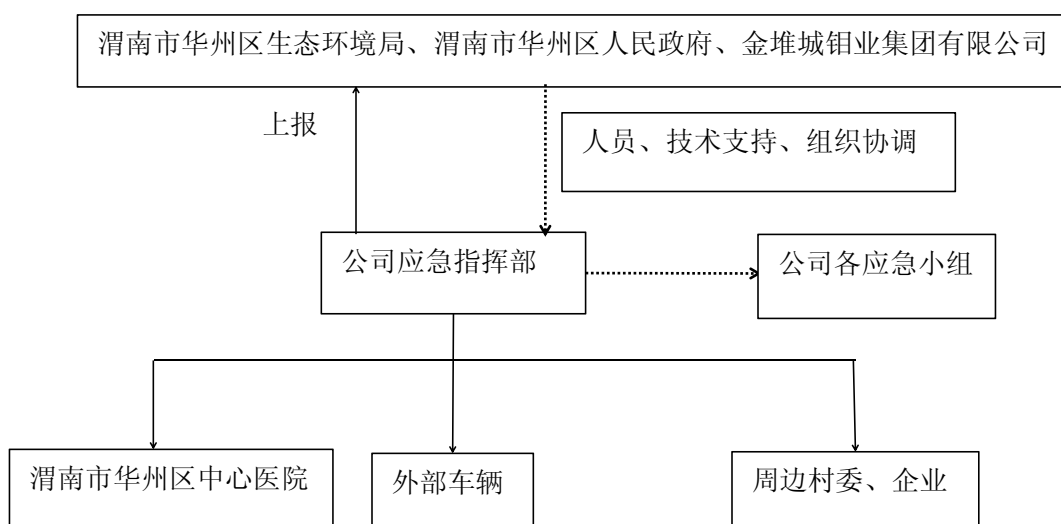 渭南市华州区生态环境局、渭南市华州区人民政府、金堆城钼业集团有限公司
上报
人员、技术支持、组织协调
公司应急指挥部
公司各应急小组
渭南市华州区中心医院
外部车辆
周边村委、企业